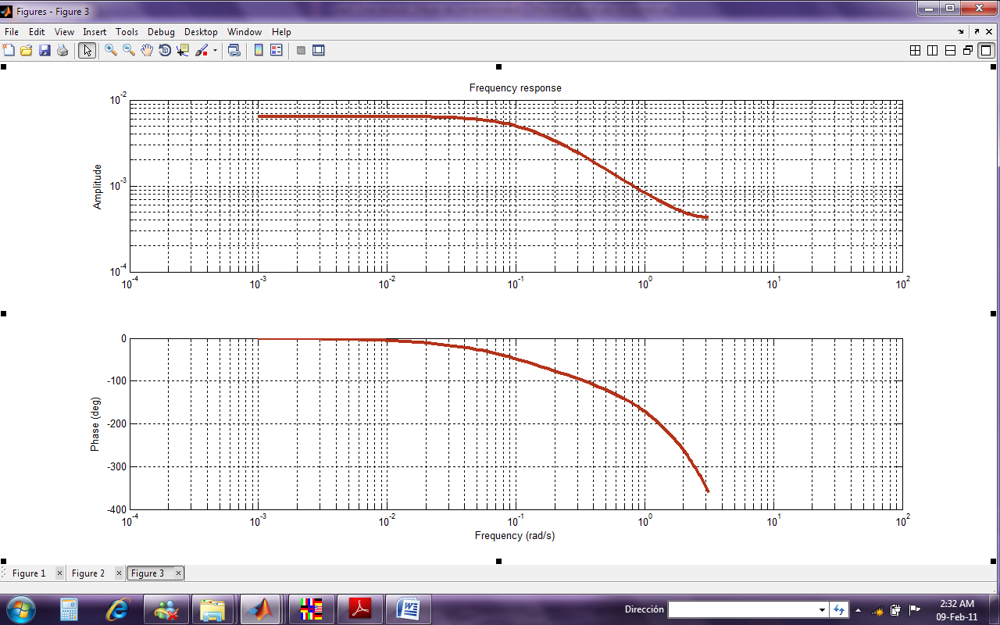 Figures - Figure 3
File Edit View Insert Tools Debug Desktop Window Help
Frequency response
10^-2
10^-3
10^-4
Amplitude
10^-4 10^-3 10^-2 10^-1 10^0 10^1 10^2
0
-100
-200
-300
-400
Phase (deg)
10^-4 10^-3 10^-2 10^-1 10^0 10^1 10^2
Frequency (rad/s)
Figure 1 Figure 2 Figure 3
Dirección
2:32 AM
09-Feb-11